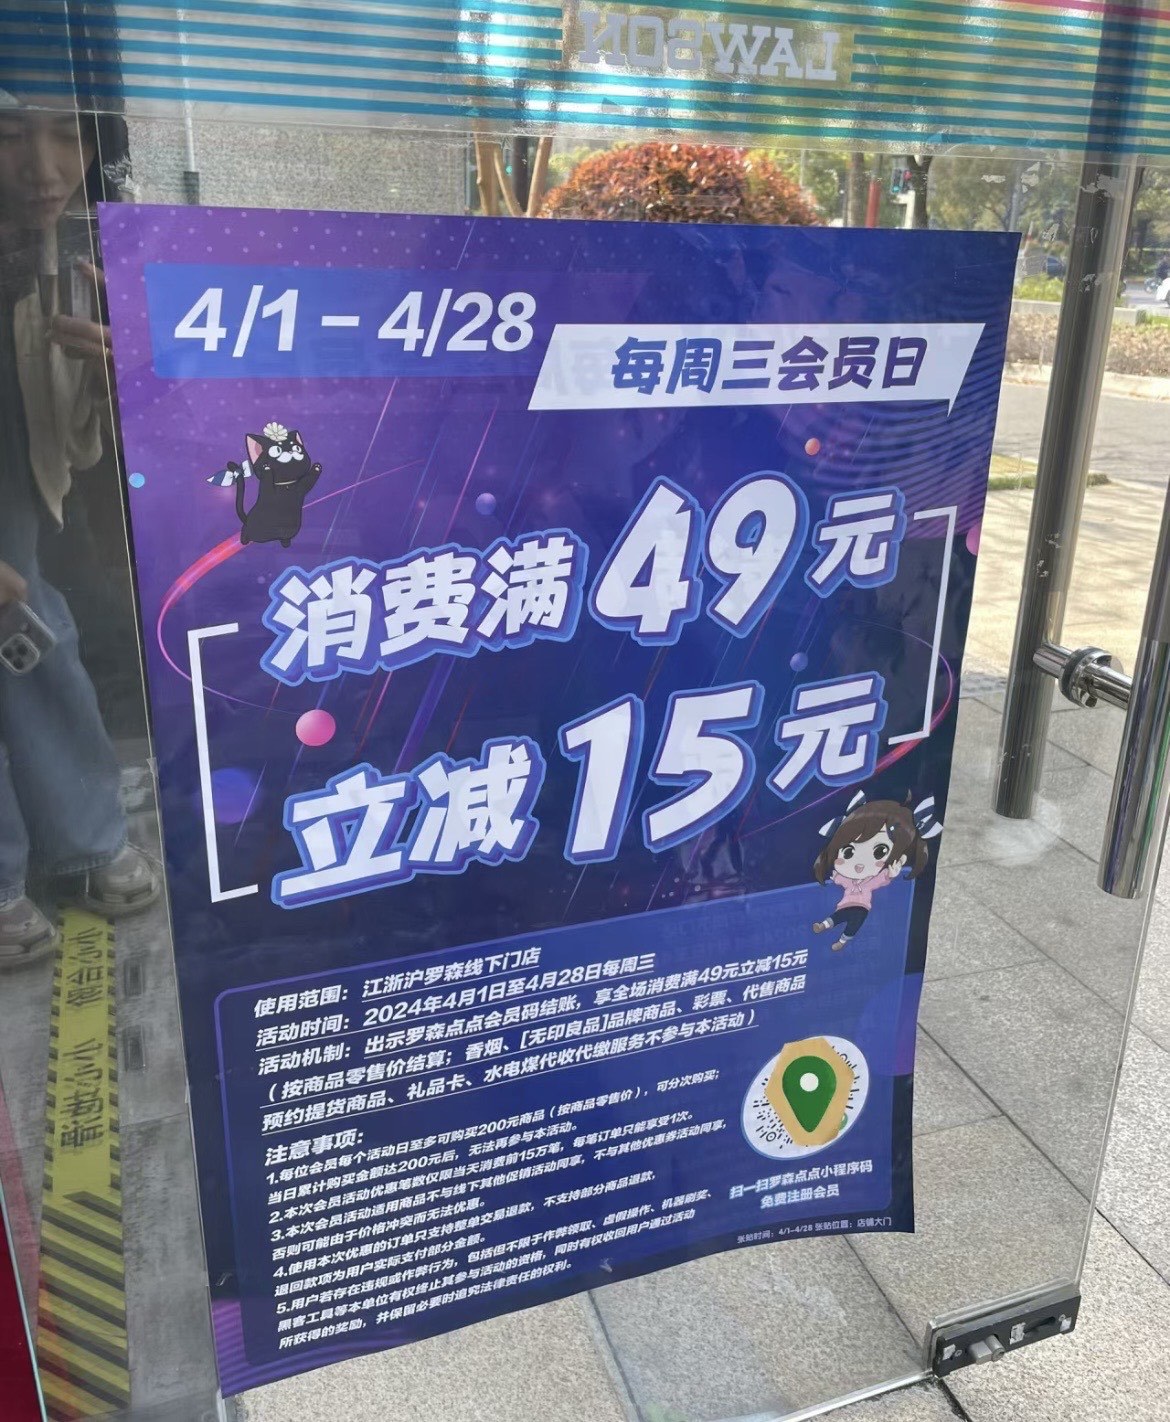 LAWSON
4/1 - 4/28
每周三会员日
消费满49元
立减15元
使用范围：江浙沪罗森线下门店
活动时间：2024年4月1日至4月28日每周三
活动机制：出示罗森点点会员码结账，享全场消费满49元立减15元
（按商品零售价结算；香烟、[无印良品]品牌商品、彩票、代售商品
预约提货商品、礼品卡、水电煤代收代缴服务不参与本活动）
注意事项：
1.每位会员每个活动日至多可购买200元商品（按商品零售价），可分次购买；
当日累计购买金额达200元后，无法再参与本活动。
2.本次会员活动优惠笔数仅限当天消费前15万笔，每笔订单只能享受1次。
3.本次会员活动适用商品不与线下其他促销活动同享，不与其他优惠券活动同享，
否则可能由于价格冲突而无法优惠。
4.使用本次优惠的订单只支持整单交易退款，不支持部分商品退款，
退回款项为用户实际支付部分金额。
5.用户若存在违规或作弊行为，包括但不限于作弊领取、虚假操作、机器刷奖、
黑客工具等本单位有权终止其参与活动的资格，同时有权收回用户通过活动
所获得的奖励，并保留必要时追究法律责任的权利。
扫一扫罗森点点小程序码
免费注册会员
张贴时间：4/1-4/28 张贴位置：店铺大门
小心台阶
小心